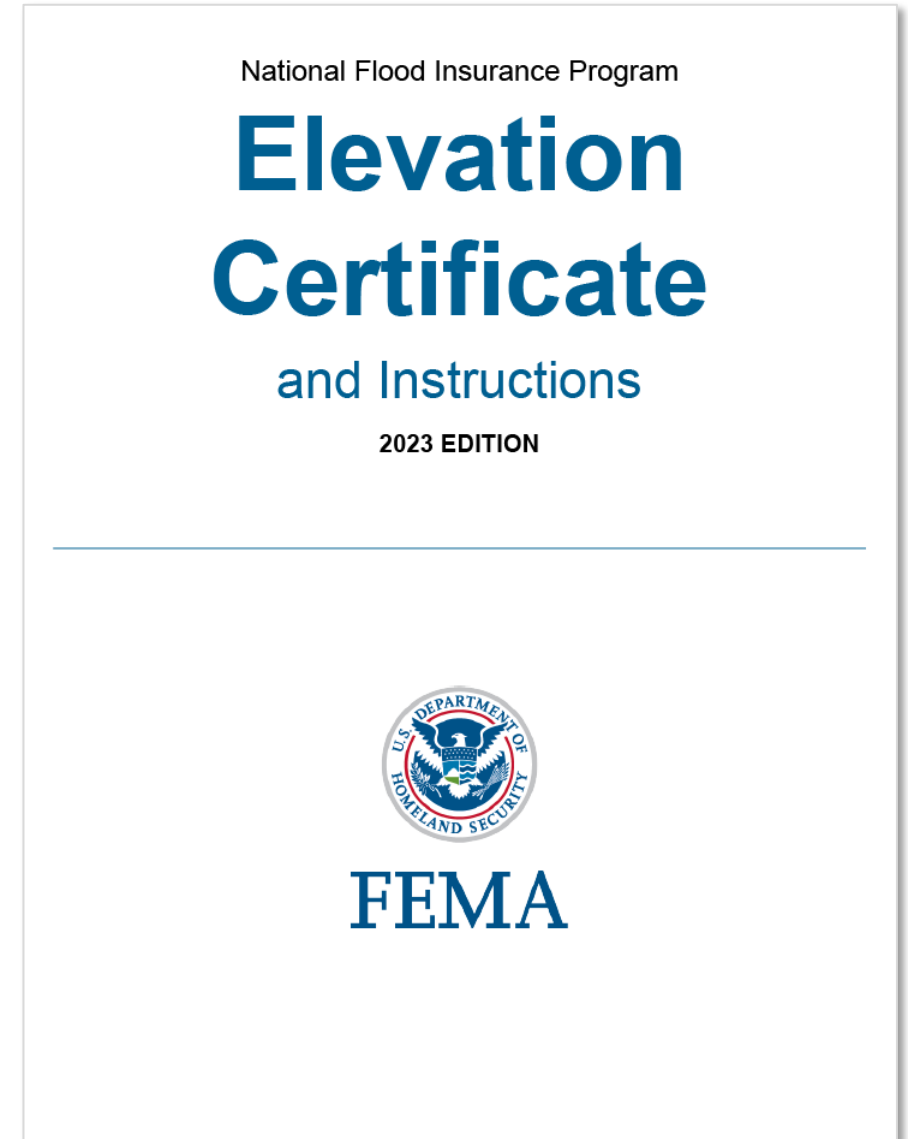 National Flood Insurance Program
Elevation
Certificate
and Instructions
2023 EDITION
U.S. DEPARTMENT OF
HOMELAND SECURITY
FEMA